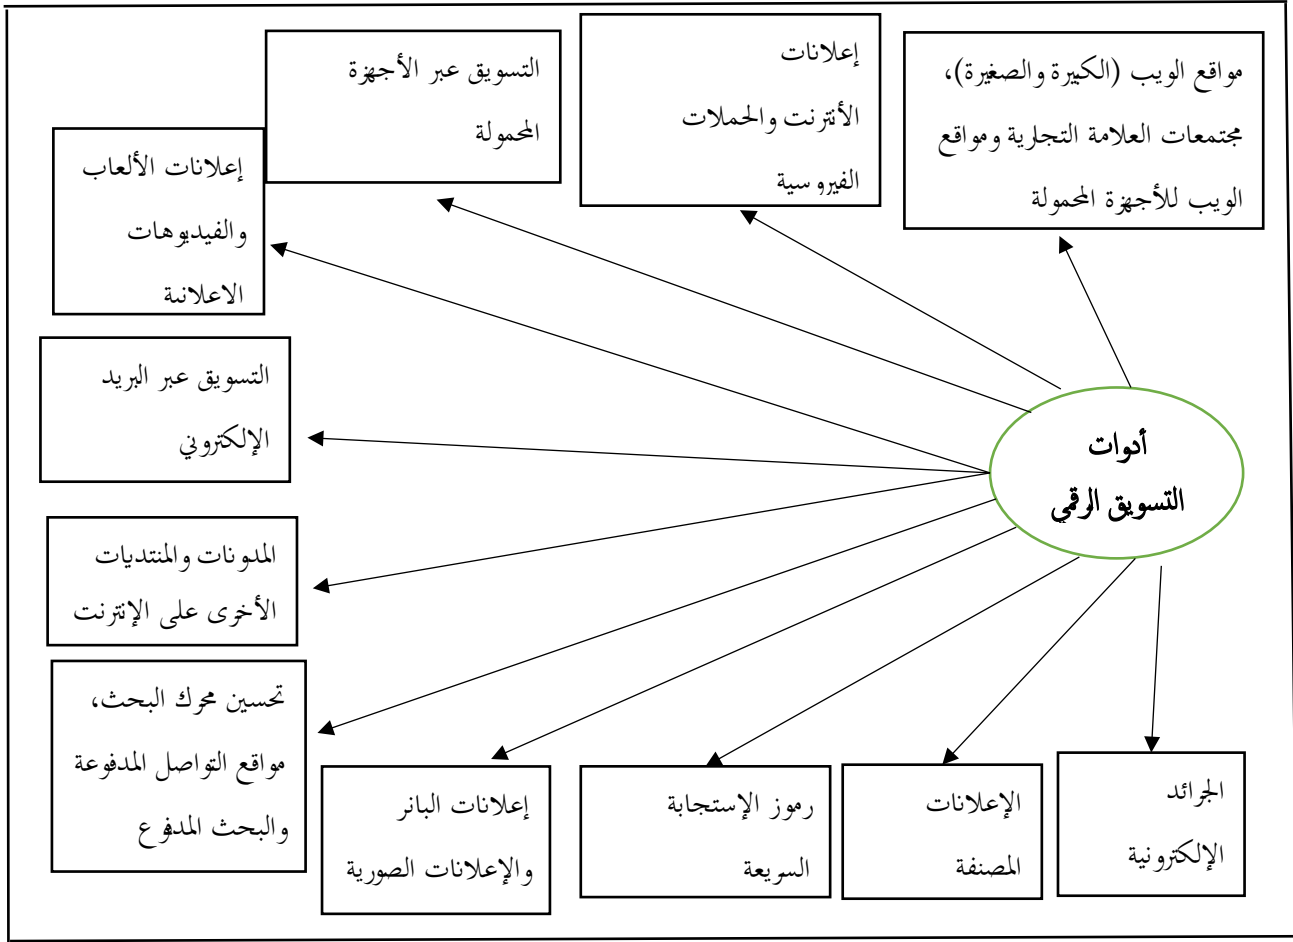 مواقع الويب (الكبيرة والصغيرة)،
مجتمعات العلامة التجارية ومواقع
الويب للأجهزة المحمولة
إعلانات
الأنترنت والحملات
الفيروسية
التسويق عبر الأجهزة
المحمولة
إعلانات الألعاب
والفيديوهات
الاعلانية
التسويق عبر البريد
الإلكتروني
المدونات والمنتديات
الأخرى على الإنترنت
تحسين محرك البحث،
مواقع التواصل المدفوعة
والبحث المدفوع
أدوات
التسويق الرقمي
إعلانات البانر
والإعلانات الصورية
رموز الإستجابة
السريعة
الإعلانات
المصنفة
الجرائد
الإلكترونية